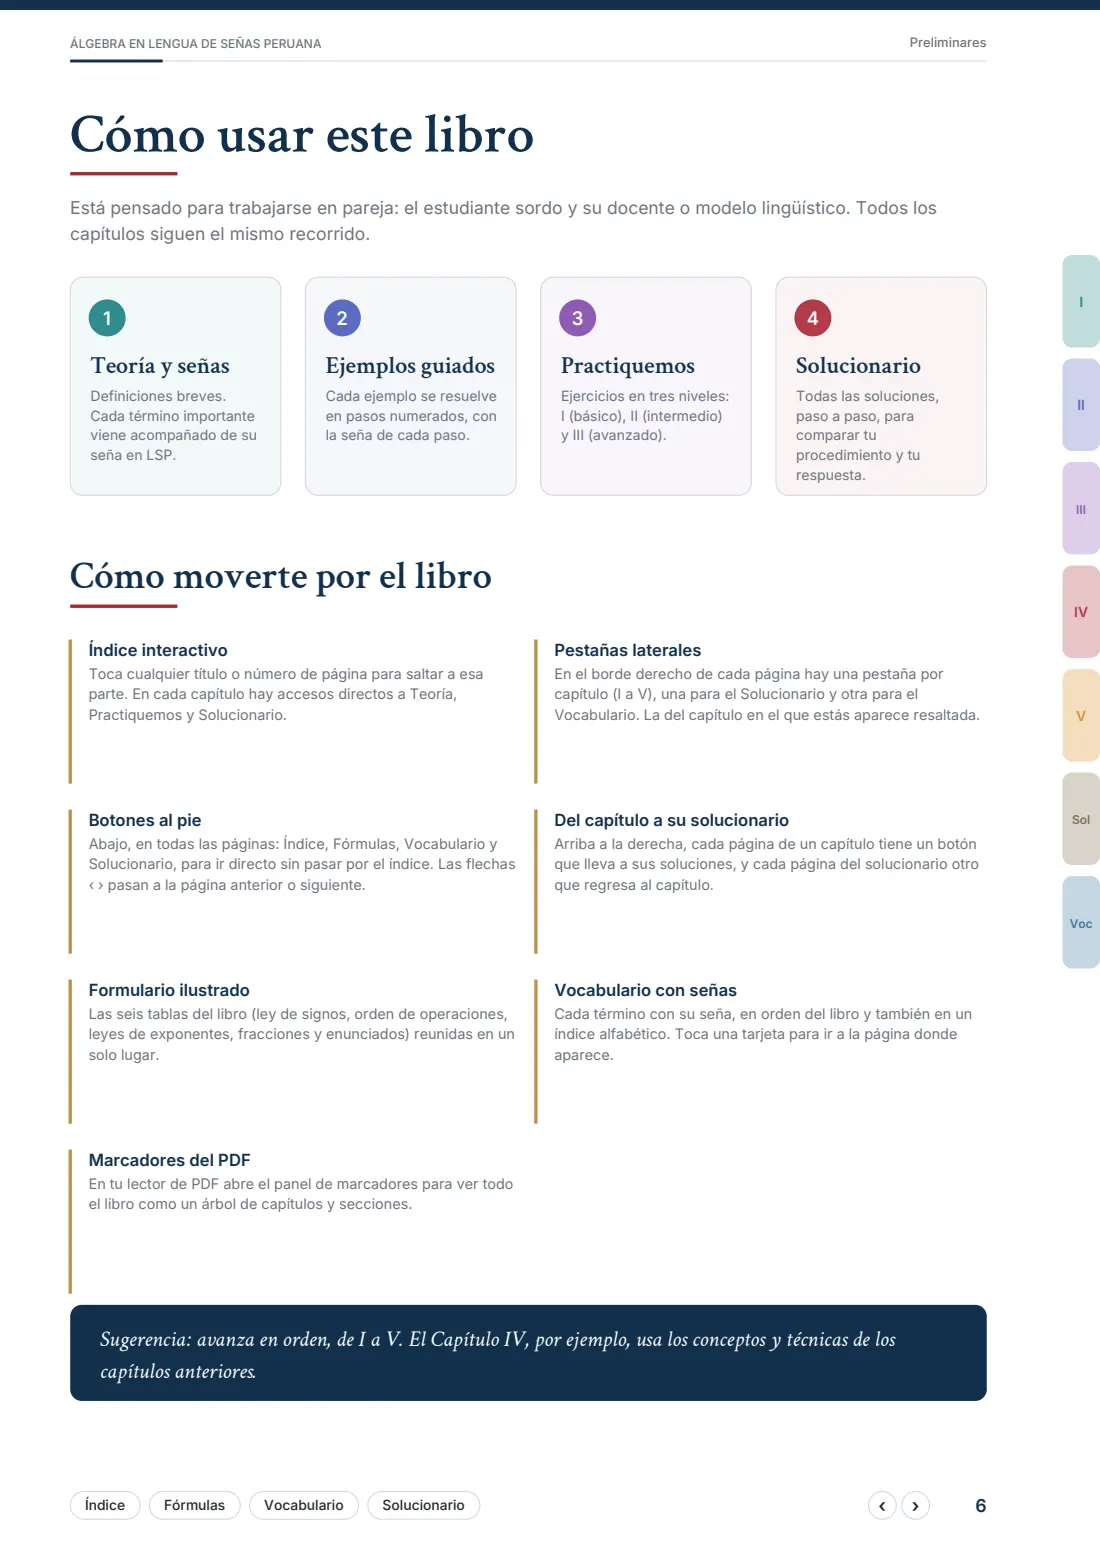 ÁLGEBRA EN LENGUA DE SEÑAS PERUANA
Preliminares
Cómo usar este libro
Está pensado para trabajarse en pareja: el estudiante sordo y su docente o modelo lingüístico. Todos los
capítulos siguen el mismo recorrido.
1
Teoría y señas
Definiciones breves.
Cada término importante
viene acompañado de su
seña en LSP.
2
Ejemplos guiados
Cada ejemplo se resuelve
en pasos numerados, con
la seña de cada paso.
3
Practiquemos
Ejercicios en tres niveles:
I (básico), II (intermedio)
y III (avanzado).
4
Solucionario
Todas las soluciones,
paso a paso, para
comparar tu
procedimiento y tu
respuesta.
Cómo moverte por el libro
Índice interactivo
Toca cualquier título o número de página para saltar a esa
parte. En cada capítulo hay accesos directos a Teoría,
Practiquemos y Solucionario.
Pestañas laterales
En el borde derecho de cada página hay una pestaña por
capítulo (I a V), una para el Solucionario y otra para el
Vocabulario. La del capítulo en el que estás aparece resaltada.
Botones al pie
Abajo, en todas las páginas: Índice, Fórmulas, Vocabulario y
Solucionario, para ir directo sin pasar por el índice. Las flechas
‹ › pasan a la página anterior o siguiente.
Del capítulo a su solucionario
Arriba a la derecha, cada página de un capítulo tiene un botón
que lleva a sus soluciones, y cada página del solucionario otro
que regresa al capítulo.
Formulario ilustrado
Las seis tablas del libro (ley de signos, orden de operaciones,
leyes de exponentes, fracciones y enunciados) reunidas en un
solo lugar.
Vocabulario con señas
Cada término con su seña, en orden del libro y también en un
índice alfabético. Toca una tarjeta para ir a la página donde
aparece.
Marcadores del PDF
En tu lector de PDF abre el panel de marcadores para ver todo
el libro como un árbol de capítulos y secciones.
Sugerencia: avanza en orden, de I a V. El Capítulo IV, por ejemplo, usa los conceptos y técnicas de los
capítulos anteriores.
I
II
III
IV
V
Sol
Voc
Índice
Fórmulas
Vocabulario
Solucionario
‹ ›
6